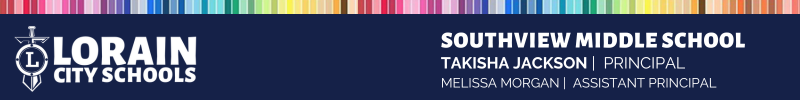 L
LORAIN
CITY SCHOOLS
SOUTHVIEW MIDDLE SCHOOL
TAKISHA JACKSON | PRINCIPAL
MELISSA MORGAN | ASSISTANT PRINCIPAL